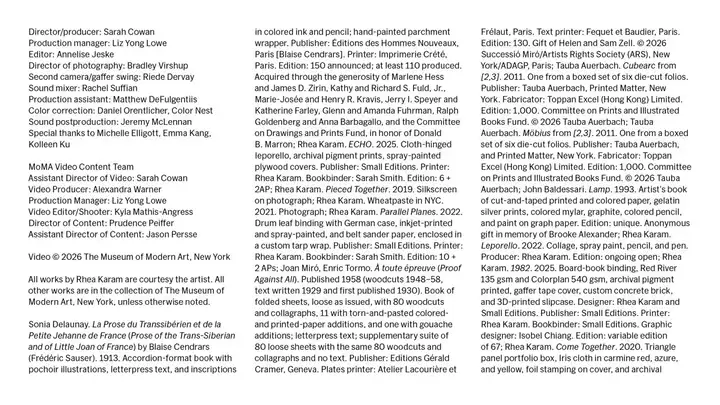 Director/producer: Sarah Cowan
Production manager: Liz Yong Lowe
Editor: Annelise Jeske
Director of photography: Bradley Virshup
Second camera/gaffer swing: Riede Dervay
Sound mixer: Rachel Suffian
Production assistant: Matthew DeFulgentiis
Color correction: Daniel Orentlicher, Color Nest
Sound postproduction: Jeremy McLennan
Special thanks to Michelle Elligott, Emma Kang,
Kolleen Ku
MoMA Video Content Team
Assistant Director of Video: Sarah Cowan
Video Producer: Alexandra Warner
Production Manager: Liz Yong Lowe
Video Editor/Shooter: Kyla Mathis-Angress
Director of Content: Prudence Peiffer
Assistant Director of Content: Jason Persse
Video © 2026 The Museum of Modern Art, New York
All works by Rhea Karam are courtesy the artist. All
other works are in the collection of The Museum of
Modern Art, New York, unless otherwise noted.
Sonia Delaunay. La Prose du Transsibérien et de la
Petite Jehanne de France (Prose of the Trans-Siberian
and of Little Joan of France) by Blaise Cendrars
(Frédéric Sauser). 1913. Accordion-format book with
pochoir illustrations, letterpress text, and inscriptions
in colored ink and pencil; hand-painted parchment
wrapper. Publisher: Éditions des Hommes Nouveaux,
Paris [Blaise Cendrars]. Printer: Imprimerie Crété,
Paris. Edition: 150 announced; at least 110 produced.
Acquired through the generosity of Marlene Hess
and James D. Zirin, Kathy and Richard S. Fuld, Jr.,
Marie-Josée and Henry R. Kravis, Jerry I. Speyer and
Katherine Farley, Glenn and Amanda Fuhrman, Ralph
Goldenberg and Anna Barbagallo, and the Committee
on Drawings and Prints Fund, in honor of Donald
B. Marron; Rhea Karam. ECHO. 2025. Cloth-hinged
leporello, archival pigment prints, spray-painted
plywood covers. Publisher: Small Editions. Printer:
Rhea Karam. Bookbinder: Sarah Smith. Edition: 6 +
2AP; Rhea Karam. Pieced Together. 2019. Silkscreen
on photograph; Rhea Karam. Wheatpaste in NYC.
2021. Photograph; Rhea Karam. Parallel Planes. 2022.
Drum leaf binding with German case, inkjet-printed
and spray-painted, and belt sander paper, enclosed in
a custom tarp wrap. Publisher: Small Editions. Printer:
Rhea Karam. Bookbinder: Sarah Smith. Edition: 10 +
2 APs; Joan Miró, Enric Tormo. À toute épreuve (Proof
Against All). Published 1958 (woodcuts 1948–58,
text written 1929 and first published 1930). Book of
folded sheets, loose as issued, with 80 woodcuts
and collagraphs, 11 with torn-and-pasted colored-
and printed-paper additions, and one with gouache
additions; letterpress text; supplementary suite of
80 loose sheets with the same 80 woodcuts and
collagraphs and no text. Publisher: Editions Gérald
Cramer, Geneva. Plates printer: Atelier Lacourière et
Frélaut, Paris. Text printer: Fequet et Baudier, Paris.
Edition: 130. Gift of Helen and Sam Zell. © 2026
Successió Miró/Artists Rights Society (ARS), New
York/ADAGP, Paris; Tauba Auerbach. Cubearc from
[2,3]. 2011. One from a boxed set of six die-cut folios.
Publisher: Tauba Auerbach, Printed Matter, New
York. Fabricator: Toppan Excel (Hong Kong) Limited.
Edition: 1,000. Committee on Prints and Illustrated
Books Fund. © 2026 Tauba Auerbach; Tauba
Auerbach. Möbius from [2,3]. 2011. One from a boxed
set of six die-cut folios. Publisher: Tauba Auerbach,
and Printed Matter, New York. Fabricator: Toppan
Excel (Hong Kong) Limited. Edition: 1,000. Committee
on Prints and Illustrated Books Fund. © 2026 Tauba
Auerbach; John Baldessari. Lamp. 1993. Artist's book
of cut-and-taped printed and colored paper, gelatin
silver prints, colored mylar, graphite, colored pencil,
and paint on graph paper. Edition: unique. Anonymous
gift in memory of Brooke Alexander; Rhea Karam.
Leporello. 2022. Collage, spray paint, pencil, and pen.
Producer: Rhea Karam. Edition: ongoing edition; Rhea
Karam. 1982. 2025. Board-book binding, Red River
135 gsm and Colorplan 540 gsm, archival pigment
printed, gaffer tape cover, custom concrete brick,
and 3D-printed slipcase. Designer: Rhea Karam and
Small Editions. Publisher: Small Editions. Printer:
Rhea Karam. Bookbinder: Small Editions. Graphic
designer: Isobel Chiang. Edition: variable edition
of 67; Rhea Karam. Come Together. 2020. Triangle
panel portfolio box, Iris cloth in carmine red, azure,
and yellow, foil stamping on cover, and archival